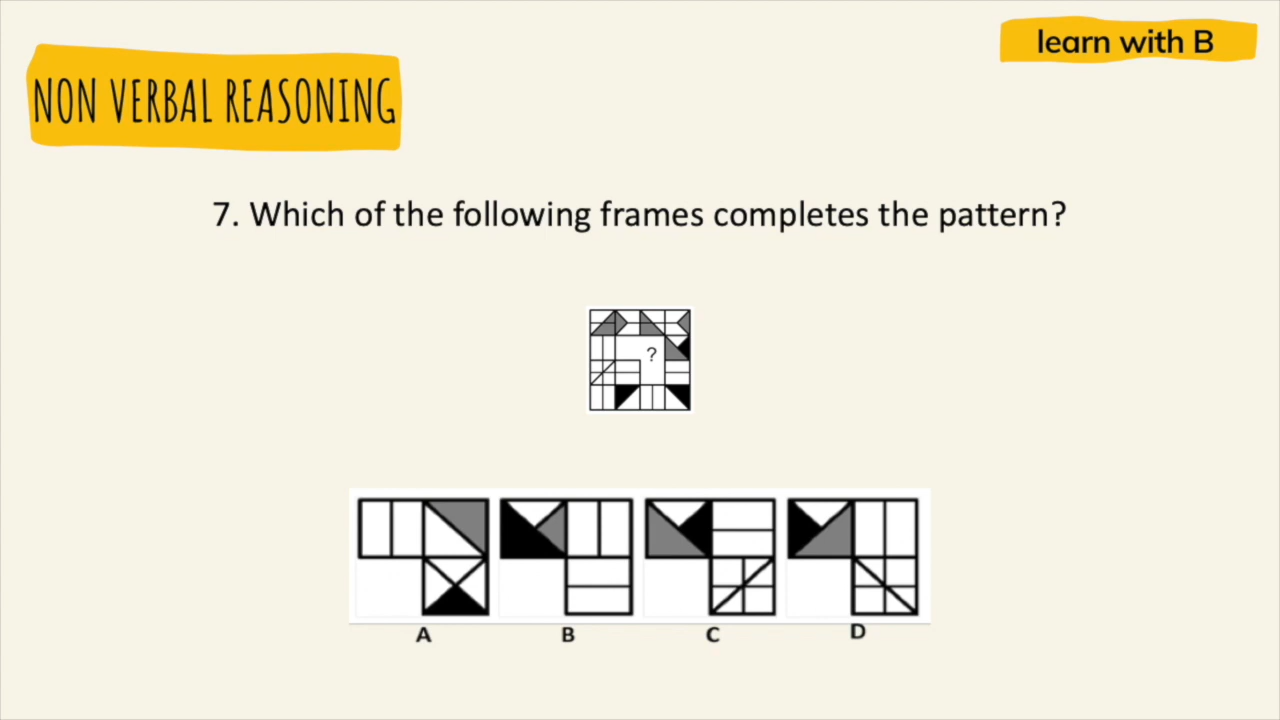 learn with B
NON VERBAL REASONING
7. Which of the following frames completes the pattern?
?
A B C D